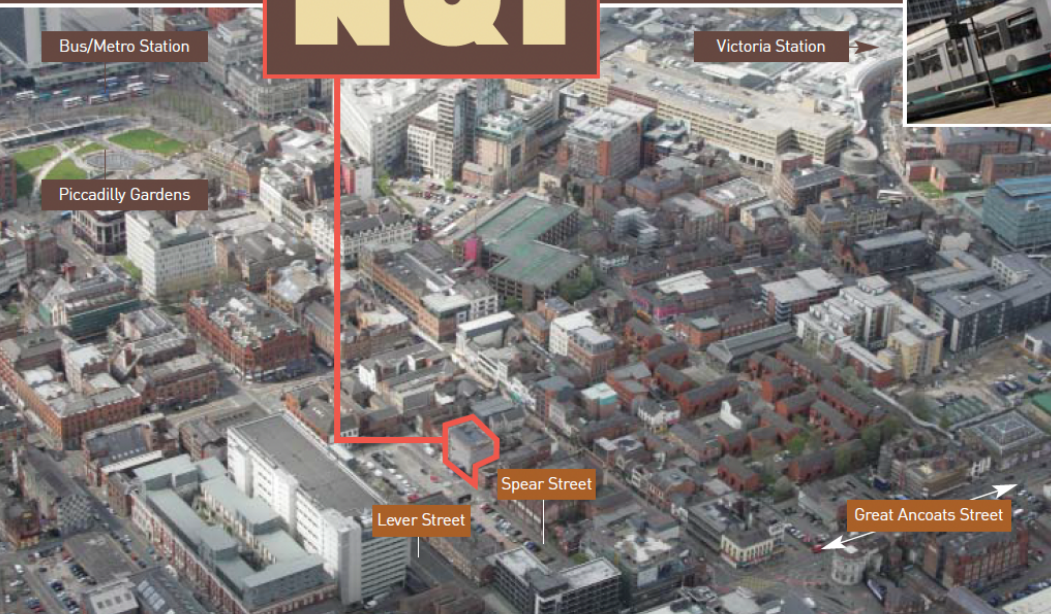 NQ1
Bus/Metro Station
Victoria Station
Piccadilly Gardens
Spear Street
Lever Street
Great Ancoats Street